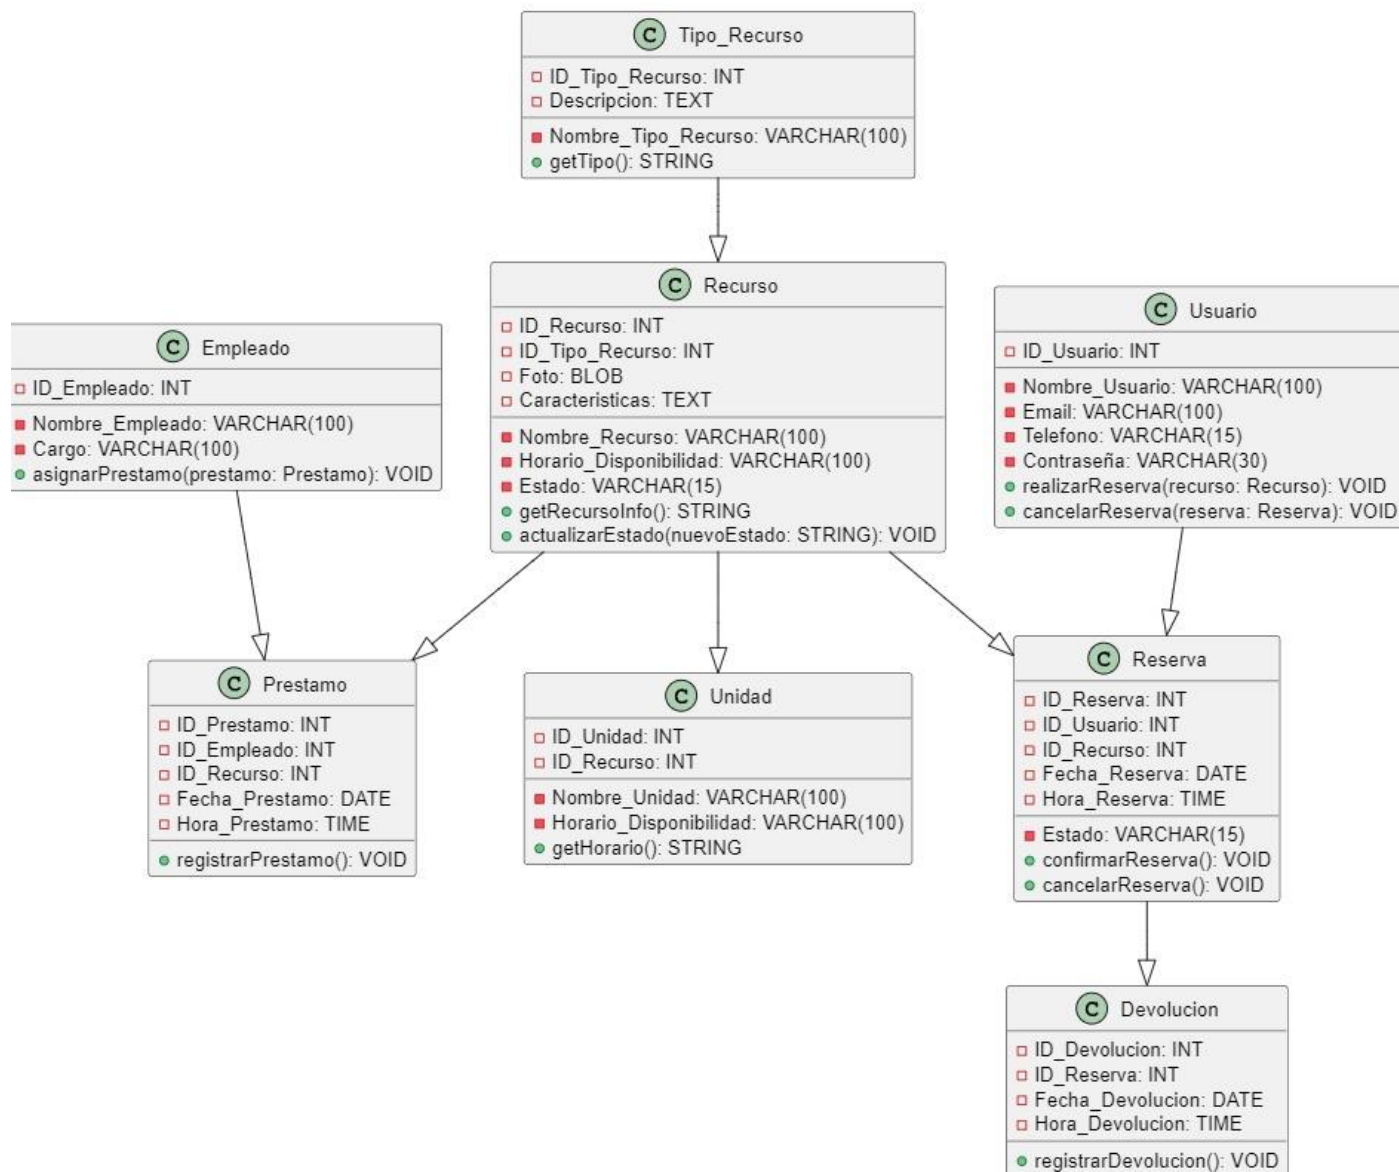 C Tipo_Recurso
ID_Tipo_Recurso: INT
Descripcion: TEXT
Nombre_Tipo_Recurso: VARCHAR(100)
getTipo(): STRING
C Recurso
ID_Recurso: INT
ID_Tipo_Recurso: INT
Foto: BLOB
Caracteristicas: TEXT
Nombre_Recurso: VARCHAR(100)
Horario_Disponibilidad: VARCHAR(100)
Estado: VARCHAR(15)
getRecursoInfo(): STRING
actualizarEstado(nuevoEstado: STRING): VOID
C Empleado
ID_Empleado: INT
Nombre_Empleado: VARCHAR(100)
Cargo: VARCHAR(100)
asignarPrestamo(prestamo: Prestamo): VOID
C Usuario
ID_Usuario: INT
Nombre_Usuario: VARCHAR(100)
Email: VARCHAR(100)
Telefono: VARCHAR(15)
Contraseña: VARCHAR(30)
realizarReserva(recurso: Recurso): VOID
cancelarReserva(reserva: Reserva): VOID
C Prestamo
ID_Prestamo: INT
ID_Empleado: INT
ID_Recurso: INT
Fecha_Prestamo: DATE
Hora_Prestamo: TIME
registrarPrestamo(): VOID
C Unidad
ID_Unidad: INT
ID_Recurso: INT
Nombre_Unidad: VARCHAR(100)
Horario_Disponibilidad: VARCHAR(100)
getHorario(): STRING
C Reserva
ID_Reserva: INT
ID_Usuario: INT
ID_Recurso: INT
Fecha_Reserva: DATE
Hora_Reserva: TIME
Estado: VARCHAR(15)
confirmarReserva(): VOID
cancelarReserva(): VOID
C Devolucion
ID_Devolucion: INT
ID_Reserva: INT
Fecha_Devolucion: DATE
Hora_Devolucion: TIME
registrarDevolucion(): VOID